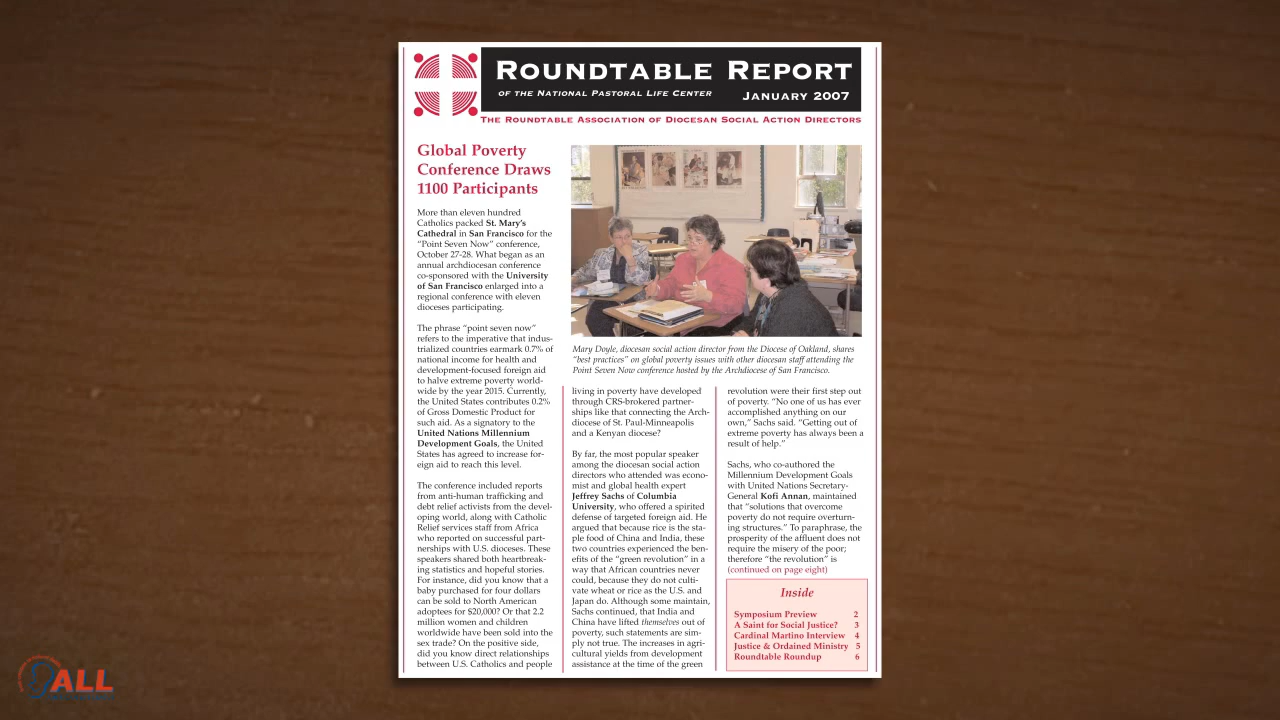 ROUNDTABLE REPORT
OF THE NATIONAL PASTORAL LIFE CENTER
JANUARY 2007
THE ROUNDTABLE ASSOCIATION OF DIOCESAN SOCIAL ACTION DIRECTORS
Global Poverty
Conference Draws
1100 Participants
More than eleven hundred
Catholics packed St. Mary's
Cathedral in San Francisco for the
“Point Seven Now” conference,
October 27-28. What began as an
annual archdiocesan conference
co-sponsored with the University
of San Francisco enlarged into a
regional conference with eleven
dioceses participating.
The phrase “point seven now”
refers to the imperative that indus-
trialized countries earmark 0.7% of
national income for health and
development-focused foreign aid
to halve extreme poverty world-
wide by the year 2015. Currently,
the United States contributes 0.2%
of Gross Domestic Product for
such aid. As a signatory to the
United Nations Millennium
Development Goals, the United
States has agreed to increase for-
eign aid to reach this level.
The conference included reports
from anti-human trafficking and
debt relief activists from the devel-
oping world, along with Catholic
Relief services staff from Africa
who reported on successful part-
nerships with U.S. dioceses. These
speakers shared both heartbreak-
ing statistics and hopeful stories.
For instance, did you know that a
baby purchased for four dollars
can be sold to North American
adoptees for $20,000? Or that 2.2
million women and children
worldwide have been sold into the
sex trade? On the positive side,
did you know direct relationships
between U.S. Catholics and people
Mary Doyle, diocesan social action director from the Diocese of Oakland, shares
“best practices” on global poverty issues with other diocesan staff attending the
Point Seven Now conference hosted by the Archdiocese of San Francisco.
living in poverty have developed
through CRS-brokered partner-
ships like that connecting the Arch-
diocese of St. Paul-Minneapolis
and a Kenyan diocese?
By far, the most popular speaker
among the diocesan social action
directors who attended was econo-
mist and global health expert
Jeffrey Sachs of Columbia
University, who offered a spirited
defense of targeted foreign aid. He
argued that because rice is the sta-
ple food of China and India, these
two countries experienced the ben-
efits of the “green revolution” in a
way that African countries never
could, because they do not culti-
vate wheat or rice as the U.S. and
Japan do. Although some maintain,
Sachs continued, that India and
China have lifted themselves out of
poverty, such statements are sim-
ply not true. The increases in agri-
cultural yields from development
assistance at the time of the green
revolution were their first step out
of poverty. “No one of us has ever
accomplished anything on our
own,” Sachs said. “Getting out of
extreme poverty has always been a
result of help.”
Sachs, who co-authored the
Millennium Development Goals
with United Nations Secretary-
General Kofi Annan, maintained
that “solutions that overcome
poverty do not require overturn-
ing structures.” To paraphrase, the
prosperity of the affluent does not
require the misery of the poor;
therefore “the revolution” is
(continued on page eight)
Inside
Symposium Preview 2
A Saint for Social Justice? 3
Cardinal Martino Interview 4
Justice & Ordained Ministry 5
Roundtable Roundup 6
ALL